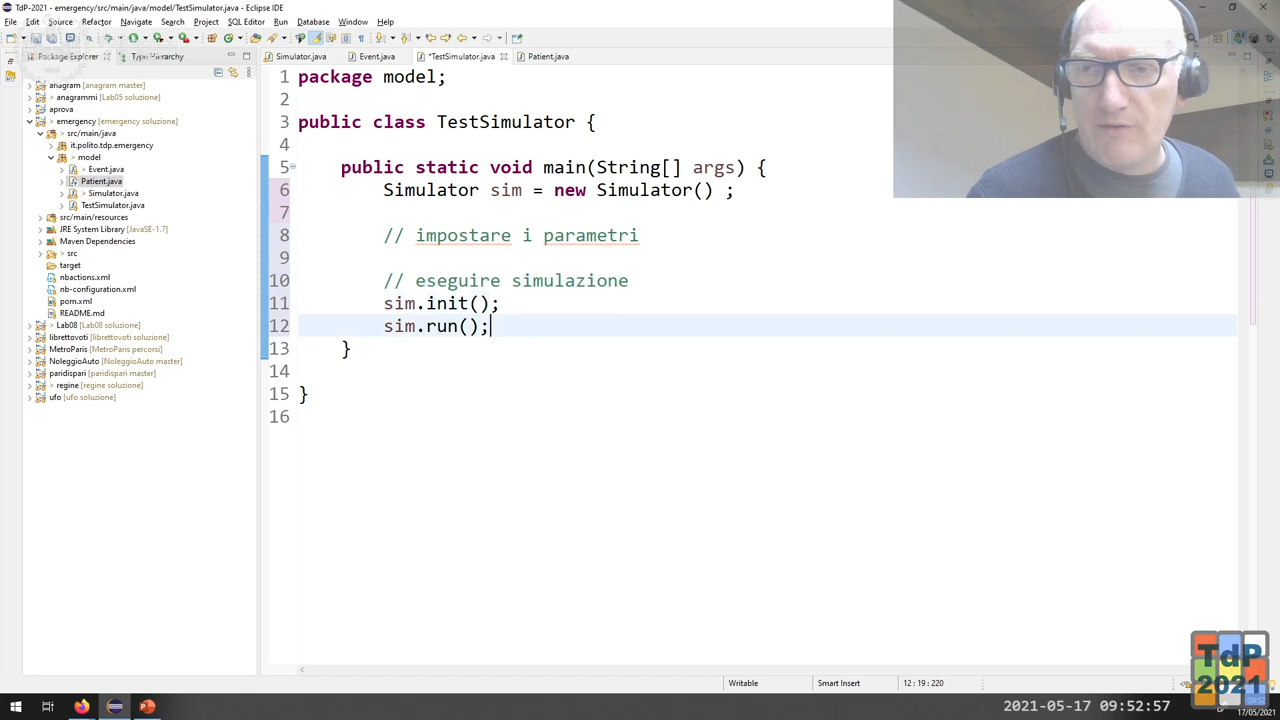 TdP-2021 - emergency/src/main/java/model/TestSimulator.java - Eclipse IDE
File Edit Source Refactor Navigate Search Project SQL Editor Run Database Window Help
Package Explorer Type Hierarchy
Simulator.java Event.java *TestSimulator.java Patient.java
anagram [anagram master]
> anagrammi [Lab05 soluzione]
aprova
> emergency [emergency soluzione]
> src/main/java
> it.polito.tdp.emergency
> model
> Event.java
Patient.java
> Simulator.java
TestSimulator.java
src/main/resources
JRE System Library [JavaSE-1.7]
Maven Dependencies
> src
target
nbactions.xml
nb-configuration.xml
pom.xml
README.md
> Lab08 [Lab08 soluzione]
librettovoti [librettovoti soluzione]
MetroParis [MetroParis percorsi]
NoleggioAuto [NoleggioAuto master]
paridispari [paridispari master]
> regine [regine soluzione]
ufo [ufo soluzione]
1 package model;
2
3 public class TestSimulator {
4
5 public static void main(String[] args) {
6 Simulator sim = new Simulator() ;
7
8 // impostare i parametri
9
10 // eseguire simulazione
11 sim.init();
12 sim.run();
13 }
14
15 }
16
Writable Smart Insert 12 : 19 : 220
TdP
2021
2021-05-17 09:52:57
09:52
17/05/2021